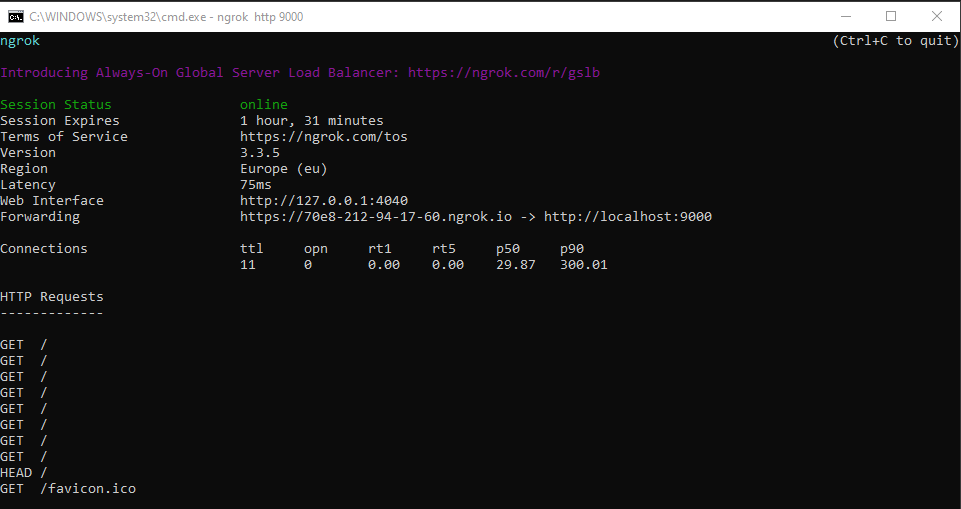 C:\WINDOWS\system32\cmd.exe - ngrok  http 9000
ngrok (Ctrl+C to quit)
Introducing Always-On Global Server Load Balancer: https://ngrok.com/r/gslb
Session Status online
Session Expires 1 hour, 31 minutes
Terms of Service https://ngrok.com/tos
Version 3.3.5
Region Europe (eu)
Latency 75ms
Web Interface http://127.0.0.1:4040
Forwarding https://70e8-212-94-17-60.ngrok.io -> http://localhost:9000
Connections ttl opn rt1 rt5 p50 p90
11 0 0.00 0.00 29.87 300.01
HTTP Requests
-------------
GET /
GET /
GET /
GET /
GET /
GET /
GET /
GET /
HEAD /
GET /favicon.ico